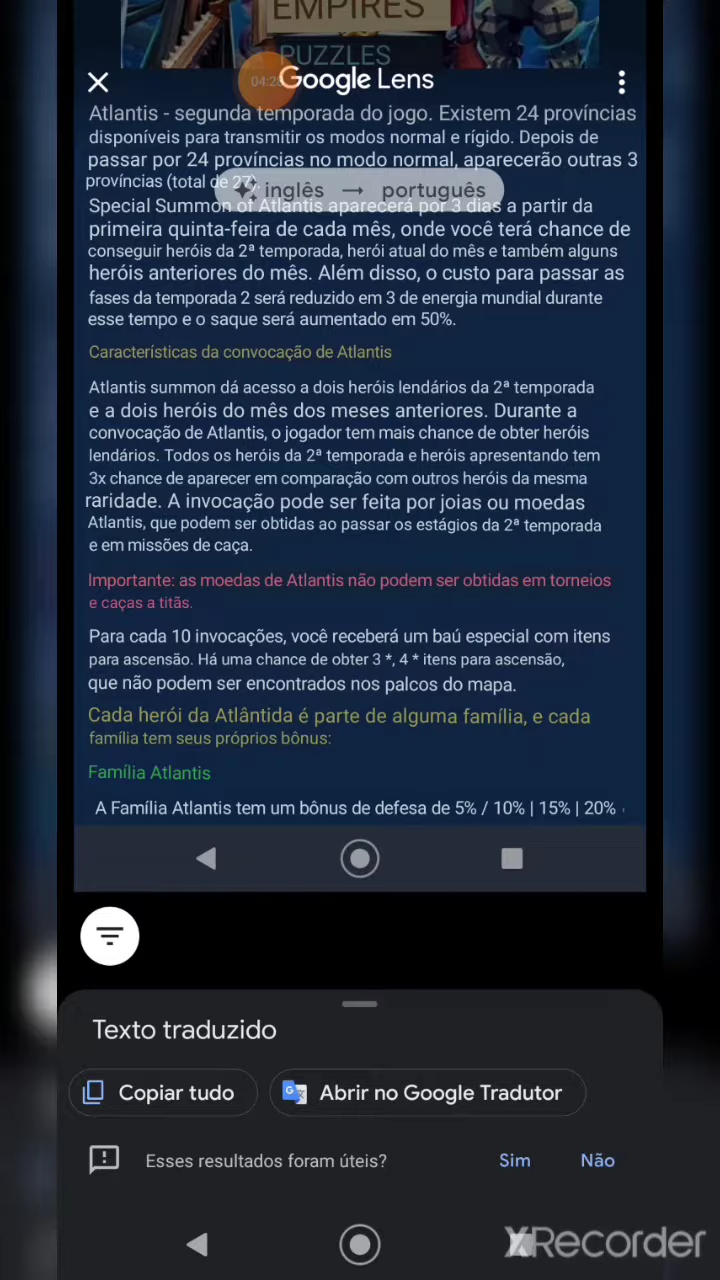 EMPIRES
PUZZLES
04:28
Google Lens
Atlantis - segunda temporada do jogo. Existem 24 províncias
disponíveis para transmitir os modos normal e rígido. Depois de
passar por 24 províncias no modo normal, aparecerão outras 3
províncias (total de 27).
inglês → português
Special Summon of Atlantis aparecerá por 3 dias a partir da
primeira quinta-feira de cada mês, onde você terá chance de
conseguir heróis da 2ª temporada, herói atual do mês e também alguns
heróis anteriores do mês. Além disso, o custo para passar as
fases da temporada 2 será reduzido em 3 de energia mundial durante
esse tempo e o saque será aumentado em 50%.
Características da convocação de Atlantis
Atlantis summon dá acesso a dois heróis lendários da 2ª temporada
e a dois heróis do mês dos meses anteriores. Durante a
convocação de Atlantis, o jogador tem mais chance de obter heróis
lendários. Todos os heróis da 2ª temporada e heróis apresentando tem
3x chance de aparecer em comparação com outros heróis da mesma
raridade. A invocação pode ser feita por joias ou moedas
Atlantis, que podem ser obtidas ao passar os estágios da 2ª temporada
e em missões de caça.
Importante: as moedas de Atlantis não podem ser obtidas em torneios
e caças a titãs.
Para cada 10 invocações, você receberá um baú especial com itens
para ascensão. Há uma chance de obter 3 *, 4 * itens para ascensão,
que não podem ser encontrados nos palcos do mapa.
Cada herói da Atlântida é parte de alguma família, e cada
família tem seus próprios bônus:
Família Atlantis
A Família Atlantis tem um bônus de defesa de 5% / 10% | 15% | 20%
Texto traduzido
Copiar tudo
Abrir no Google Tradutor
Esses resultados foram úteis?
Sim
Não
XRecorder